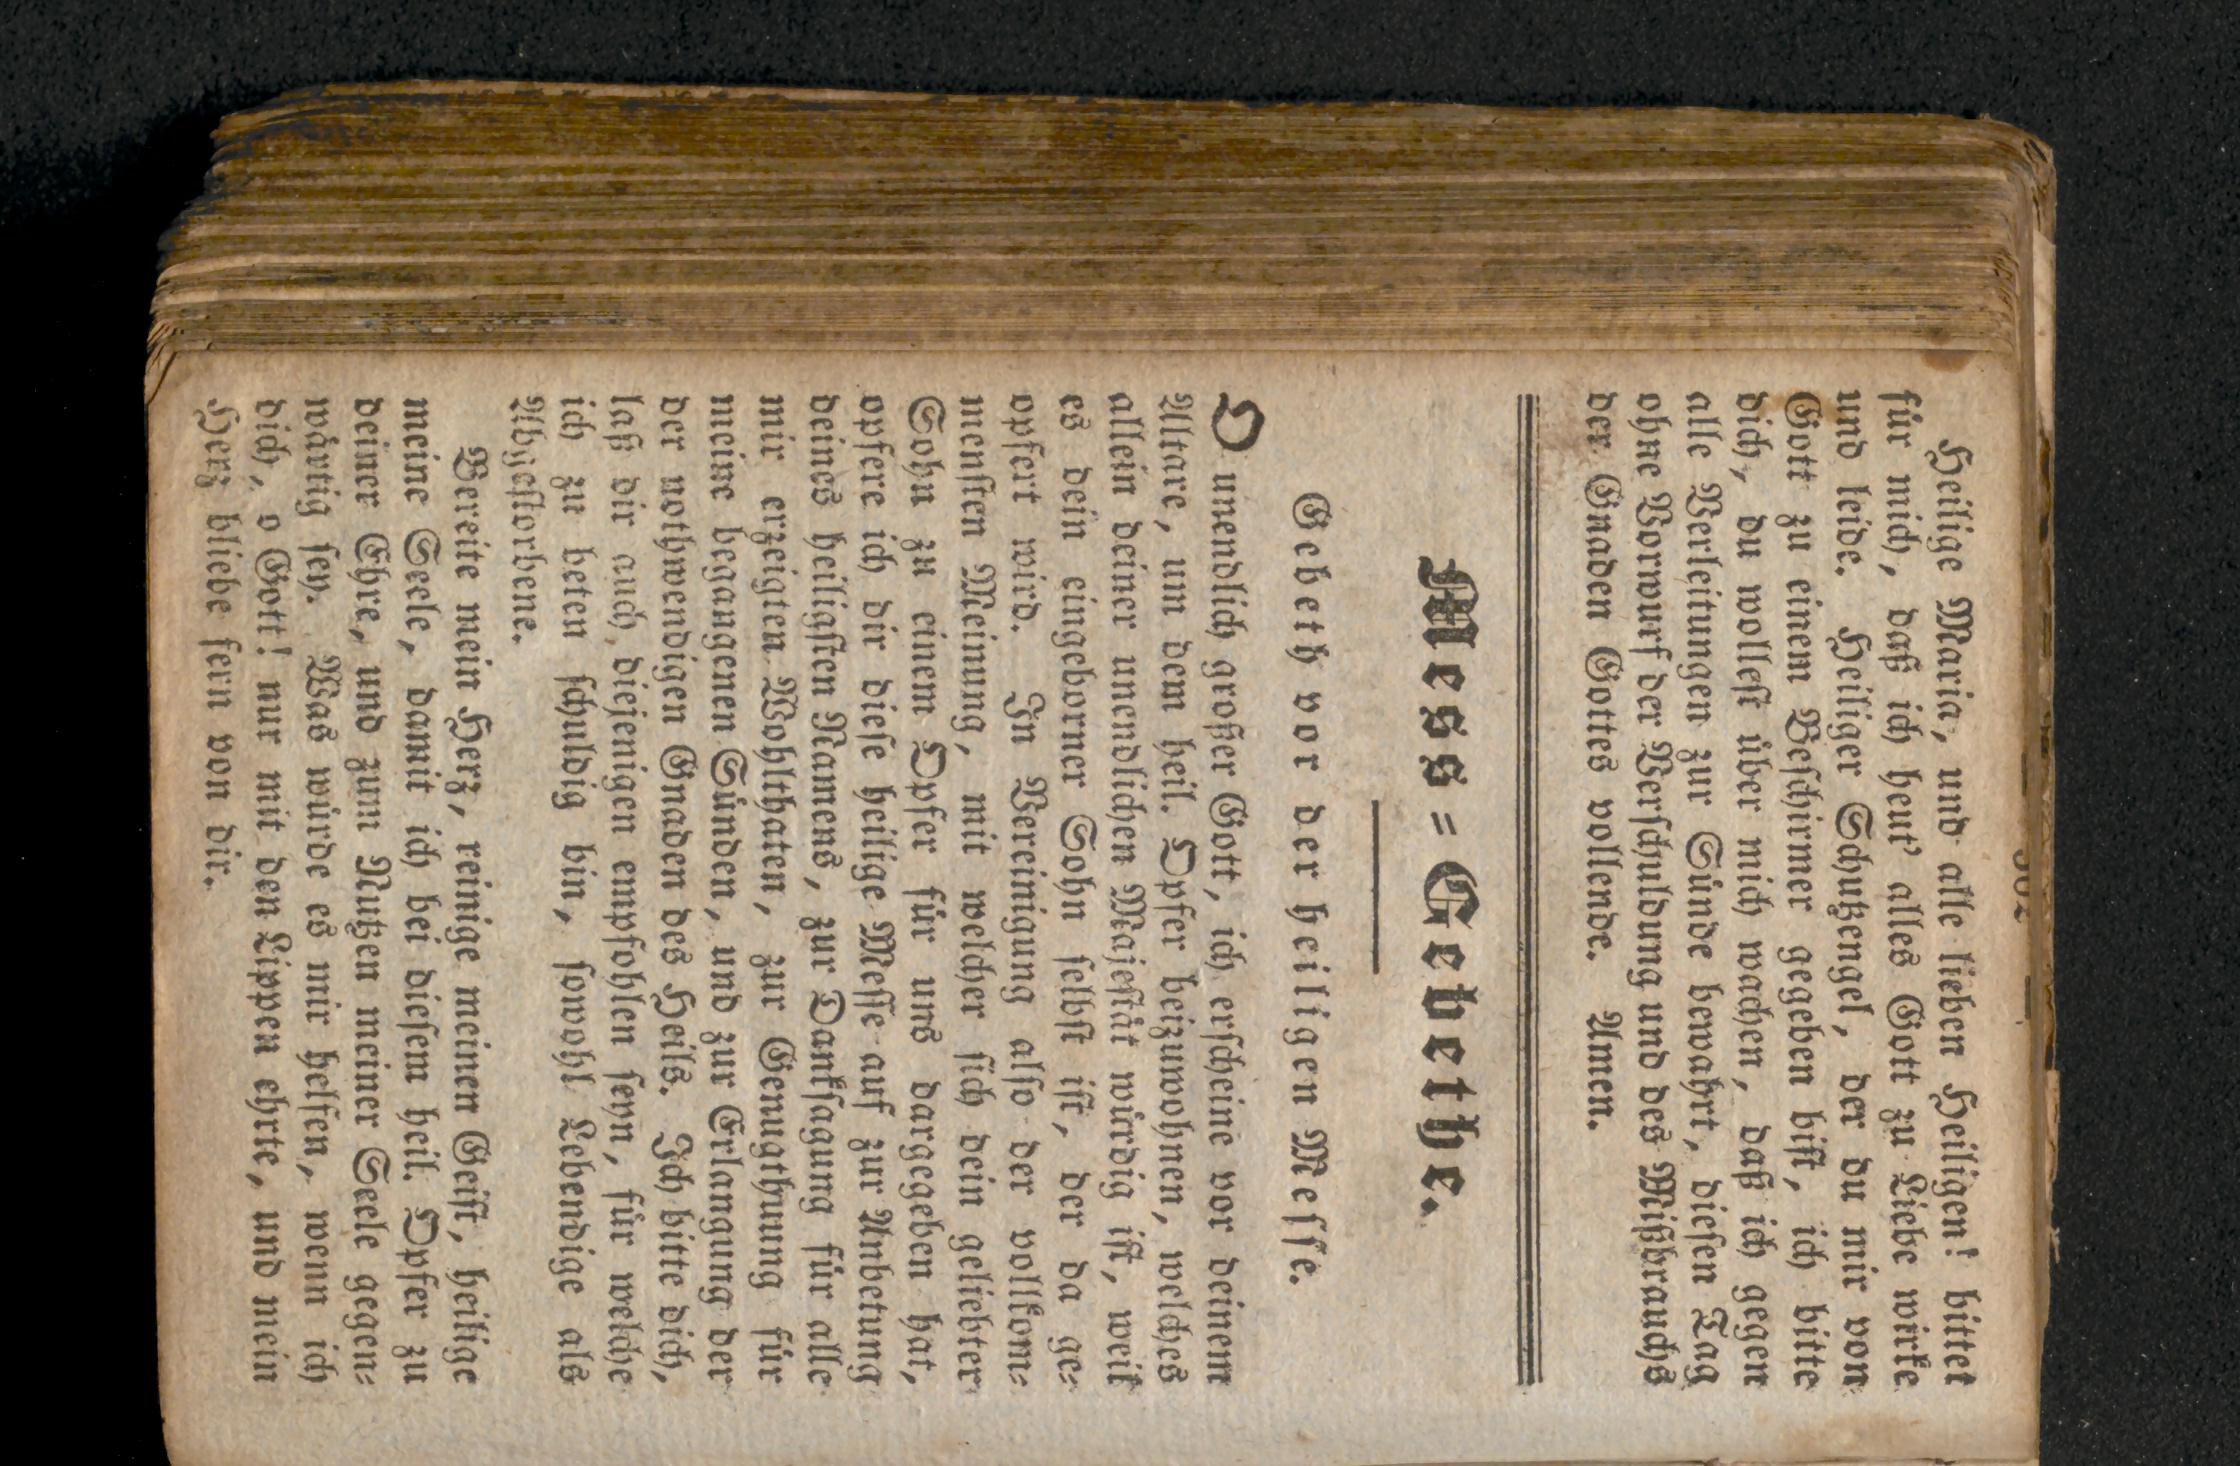 Heilige Maria, und alle lieben Heiligen! bittet
für mich, daß ich heut' alles Gott zu Liebe wirke
und leide. Heiliger Schutzengel, der du mir von
Gott zu einem Beschirmer gegeben bist, ich bitte
dich, du wollest über mich wachen, daß ich gegen
alle Verleitungen zur Sünde bewahrt, diesen Tag
ohne Vorwurf der Verschuldung und des Mißbrauchs
der Gnaden Gottes vollende. Amen.
Mess=Gebethe.
Gebeth vor der heiligen Messe.
O unendlich großer Gott, ich erscheine vor deinem
Altare, um dem heil. Opfer beizuwohnen, welches
allein deiner unendlichen Majestät würdig ist, weil
es dein eingeborner Sohn selbst ist, der da ge=
opfert wird. In Vereinigung also der vollkom=
mensten Meinung, mit welcher sich dein geliebter
Sohn zu einem Opfer für uns dargegeben hat,
opfere ich dir diese heilige Messe auf zur Anbetung
deines heiligsten Namens, zur Danksagung für alle
mir erzeigten Wohlthaten, zur Genugthuung für
meine begangenen Sünden, und zur Erlangung der
der nothwendigen Gnaden des Heils. Ich bitte dich,
laß dir auch diejenigen empfohlen seyn, für welche
ich zu beten schuldig bin, sowohl Lebendige als
Abgestorbene.
Bereite mein Herz, reinige meinen Geist, heilige
meine Seele, damit ich bei diesem heil. Opfer zu
deiner Ehre, und zum Nutzen meiner Seele gegen=
wärtig sey. Was würde es mir helfen, wenn ich
dich, o Gott! nur mit den Lippen ehrte, und mein
Herz bliebe fern von dir.